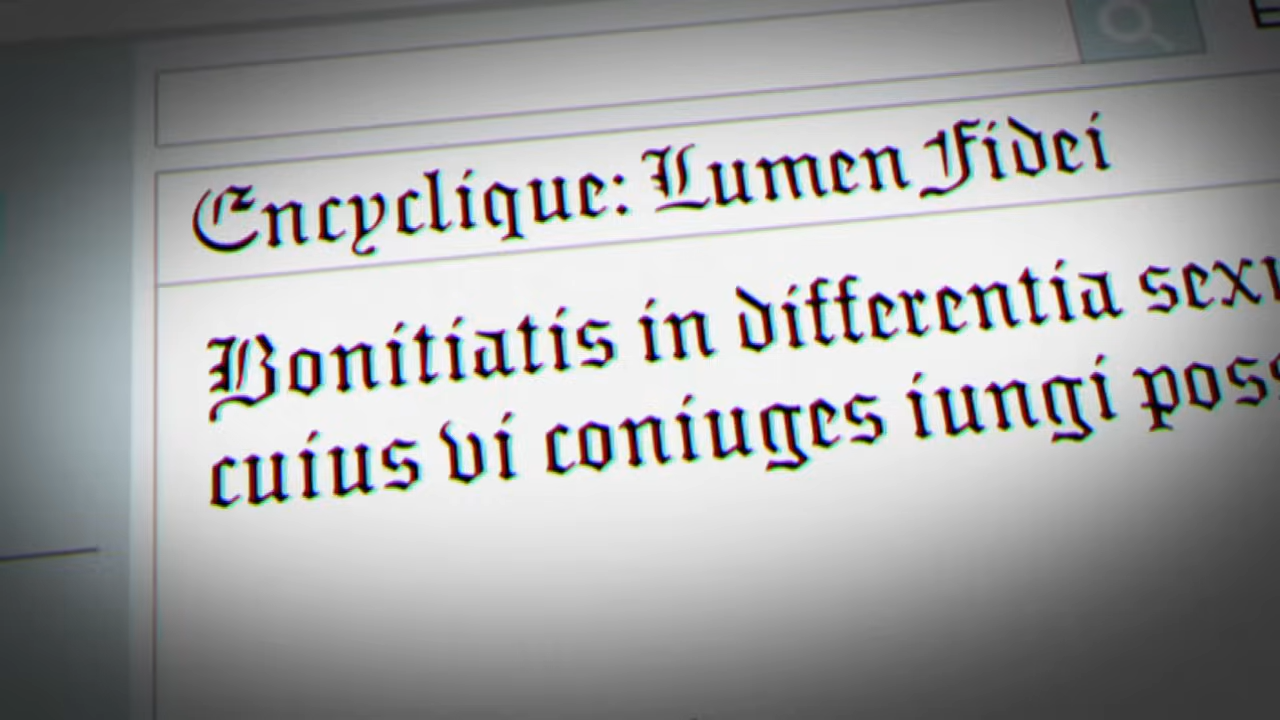 Encyclique: Lumen Fidei
Bonitiatis in differentia
cuius vi coniuges iungi